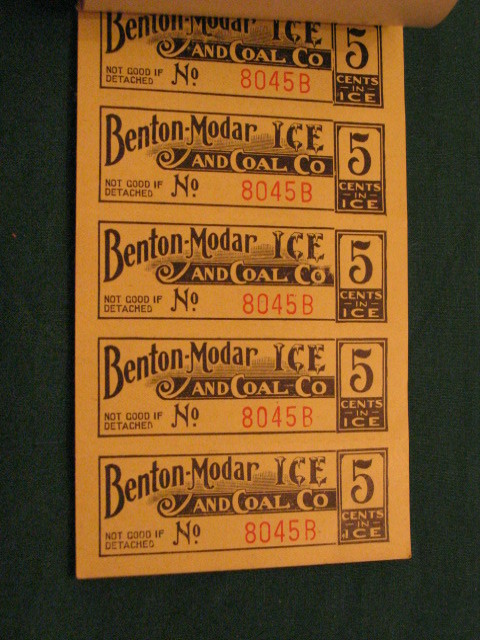 Benton-Modar ICE
AND COAL CO
NOT GOOD IF
DETACHED
No 8045B
5
CENTS
-IN-
ICE
Benton-Modar ICE
AND COAL CO
NOT GOOD IF
DETACHED
No 8045B
5
CENTS
-IN-
ICE
Benton-Modar ICE
AND COAL CO
NOT GOOD IF
DETACHED
No 8045B
5
CENTS
-IN-
ICE
Benton-Modar ICE
AND COAL CO
NOT GOOD IF
DETACHED
No 8045B
5
CENTS
-IN-
ICE
Benton-Modar ICE
AND COAL CO
NOT GOOD IF
DETACHED
No 8045B
5
CENTS
-IN-
ICE